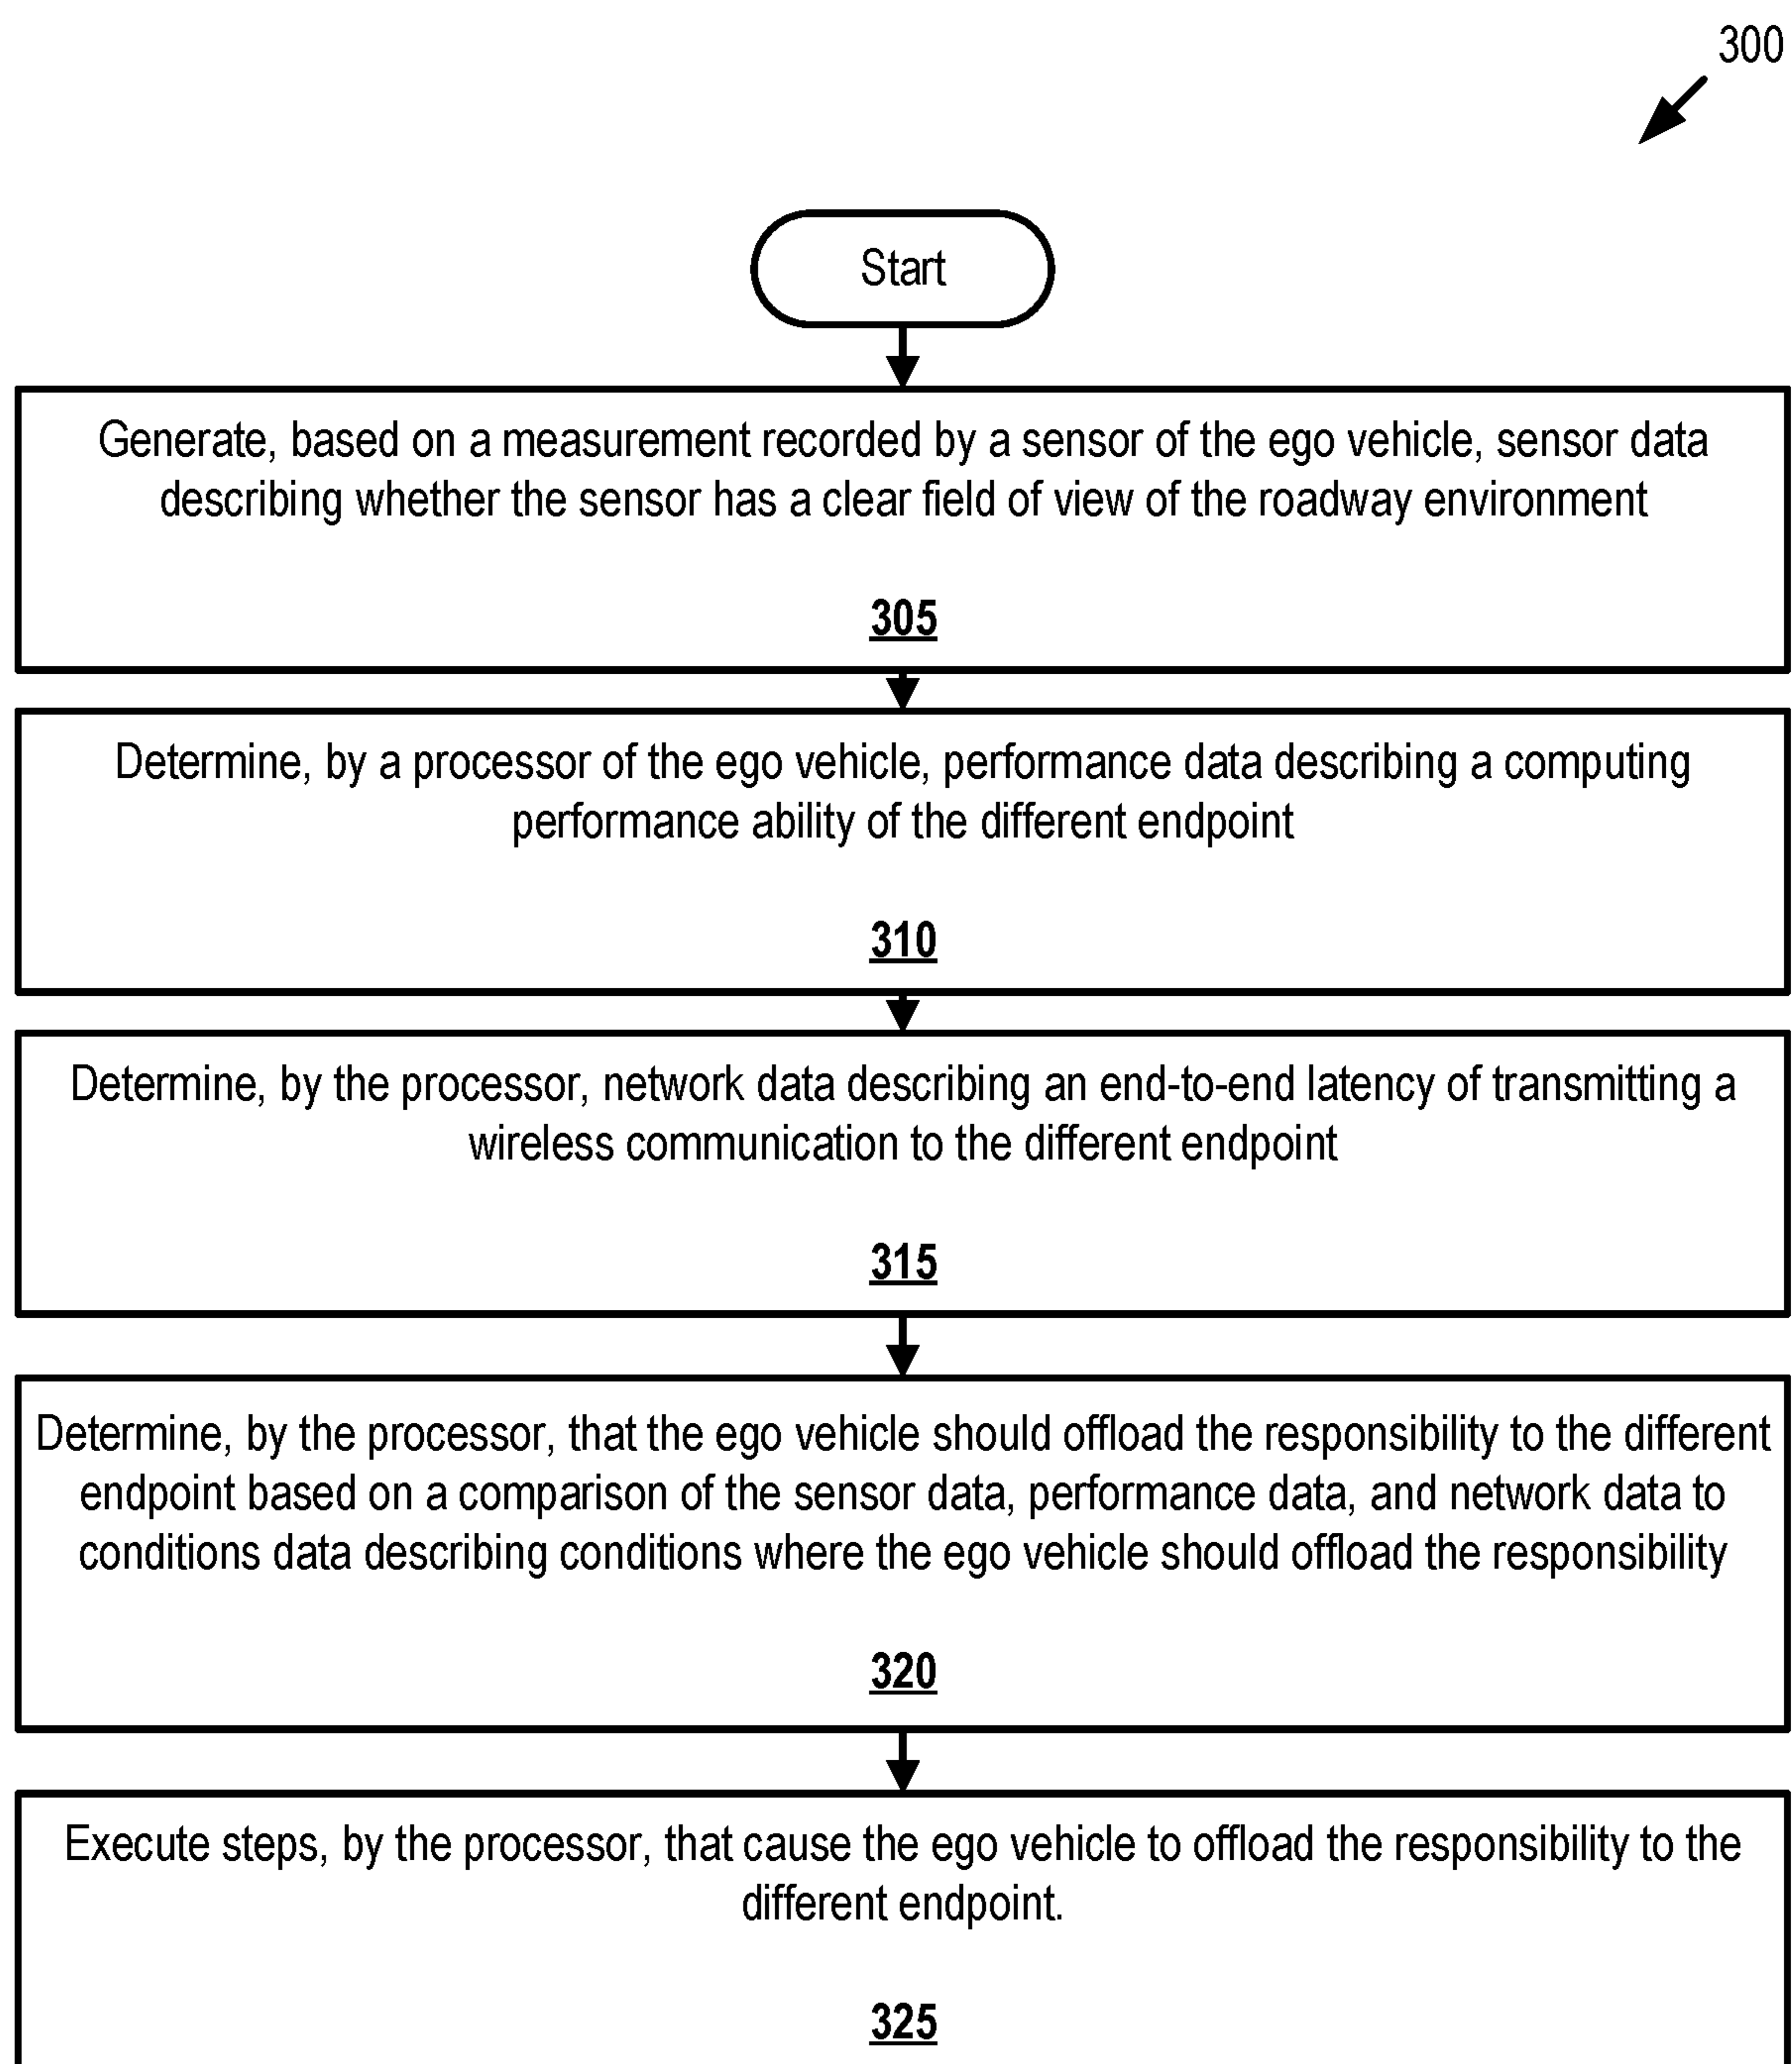 300
Start
Generate, based on a measurement recorded by a sensor of the ego vehicle, sensor data
describing whether the sensor has a clear field of view of the roadway environment
305
Determine, by a processor of the ego vehicle, performance data describing a computing
performance ability of the different endpoint
310
Determine, by the processor, network data describing an end-to-end latency of transmitting a
wireless communication to the different endpoint
315
Determine, by the processor, that the ego vehicle should offload the responsibility to the different
endpoint based on a comparison of the sensor data, performance data, and network data to
conditions data describing conditions where the ego vehicle should offload the responsibility
320
Execute steps, by the processor, that cause the ego vehicle to offload the responsibility to the
different endpoint.
325